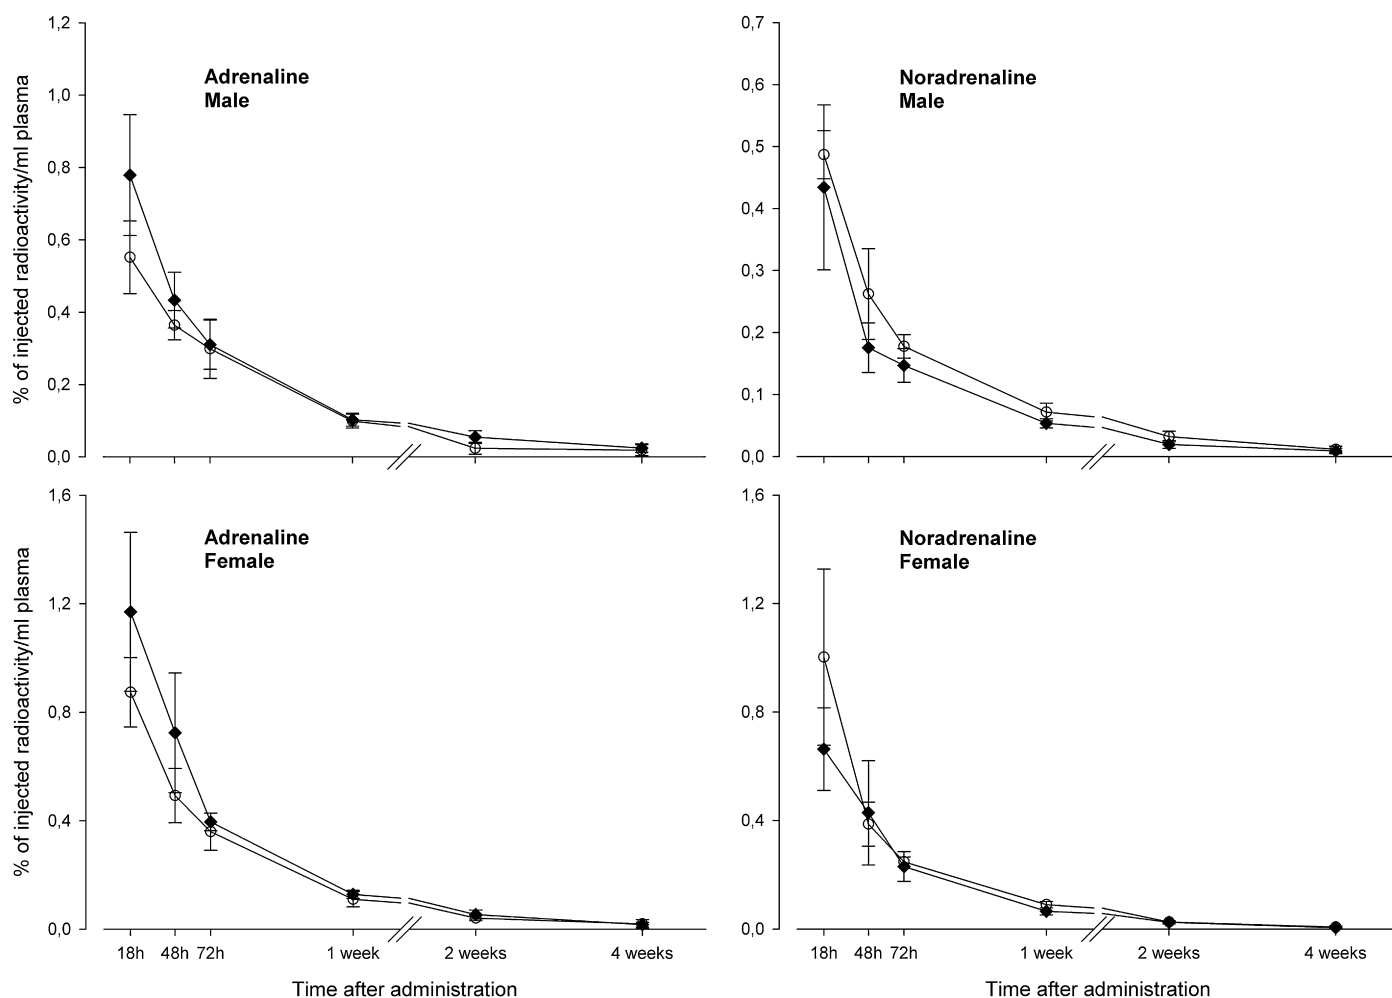 1,2
1,0
0,8
0,6
0,4
0,2
0,0
% of injected radioactivity/ml plasma
Adrenaline
Male
0,7
0,6
0,5
0,4
0,3
0,2
0,1
0,0
Noradrenaline
Male
1,6
1,2
0,8
0,4
0,0
% of injected radioactivity/ml plasma
Adrenaline
Female
18h 48h 72h 1 week 2 weeks 4 weeks
Time after administration
1,6
1,2
0,8
0,4
0,0
Noradrenaline
Female
18h 48h 72h 1 week 2 weeks 4 weeks
Time after administration